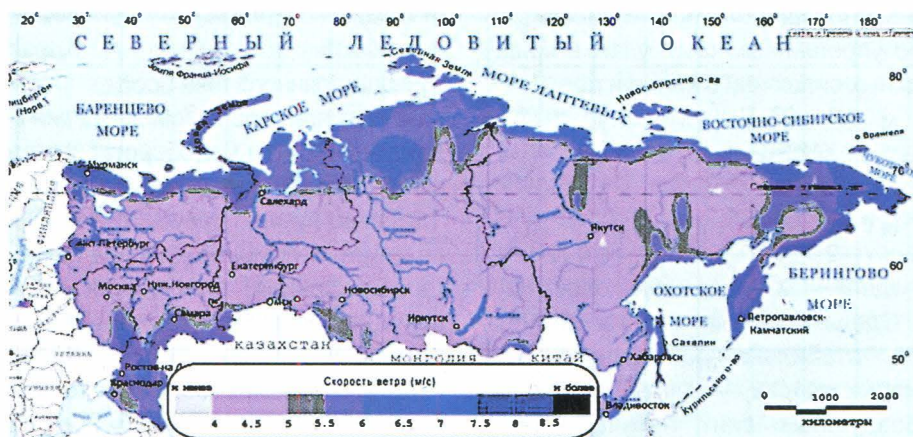 20° 30° 40° 50° 60° 70° 80° 90° 100° 110° 120° 130° 140° 150° 160° 170° 180°
СЕВЕРНЫЙ ЛЕДОВИТЫЙ ОКЕАН
Северная Земля
Земля Франца-Иосифа
80°
МОРЕ ЛАПТЕВЫХ
Новосибирские о-ва
БАРЕНЦЕВО
МОРЕ
КАРСКОЕ МОРЕ
ВОСТОЧНО-СИБИРСКОЕ
МОРЕ
о Врангеля
Мурманск
70°
Салехард
Якутск
Санкт-Петербург
60°
Екатеринбург
Москва
Ниж.Новгород
Омск
Новосибирск
Самара
Иркутск
ОХОТСКОЕ
МОРЕ
БЕРИНГОВО
МОРЕ
Петропавловск-
Камчатский
Сахалин
казахстан
монголия
китай
Хабаровск
50°
Ростов-на
Краснодар
Курильские о-ва
Владивосток
Скорость ветра (м/с)
и менее
и более
4 5 5.5 6 6.5 7 7.5 8 8.5
0 1000 2000
километры